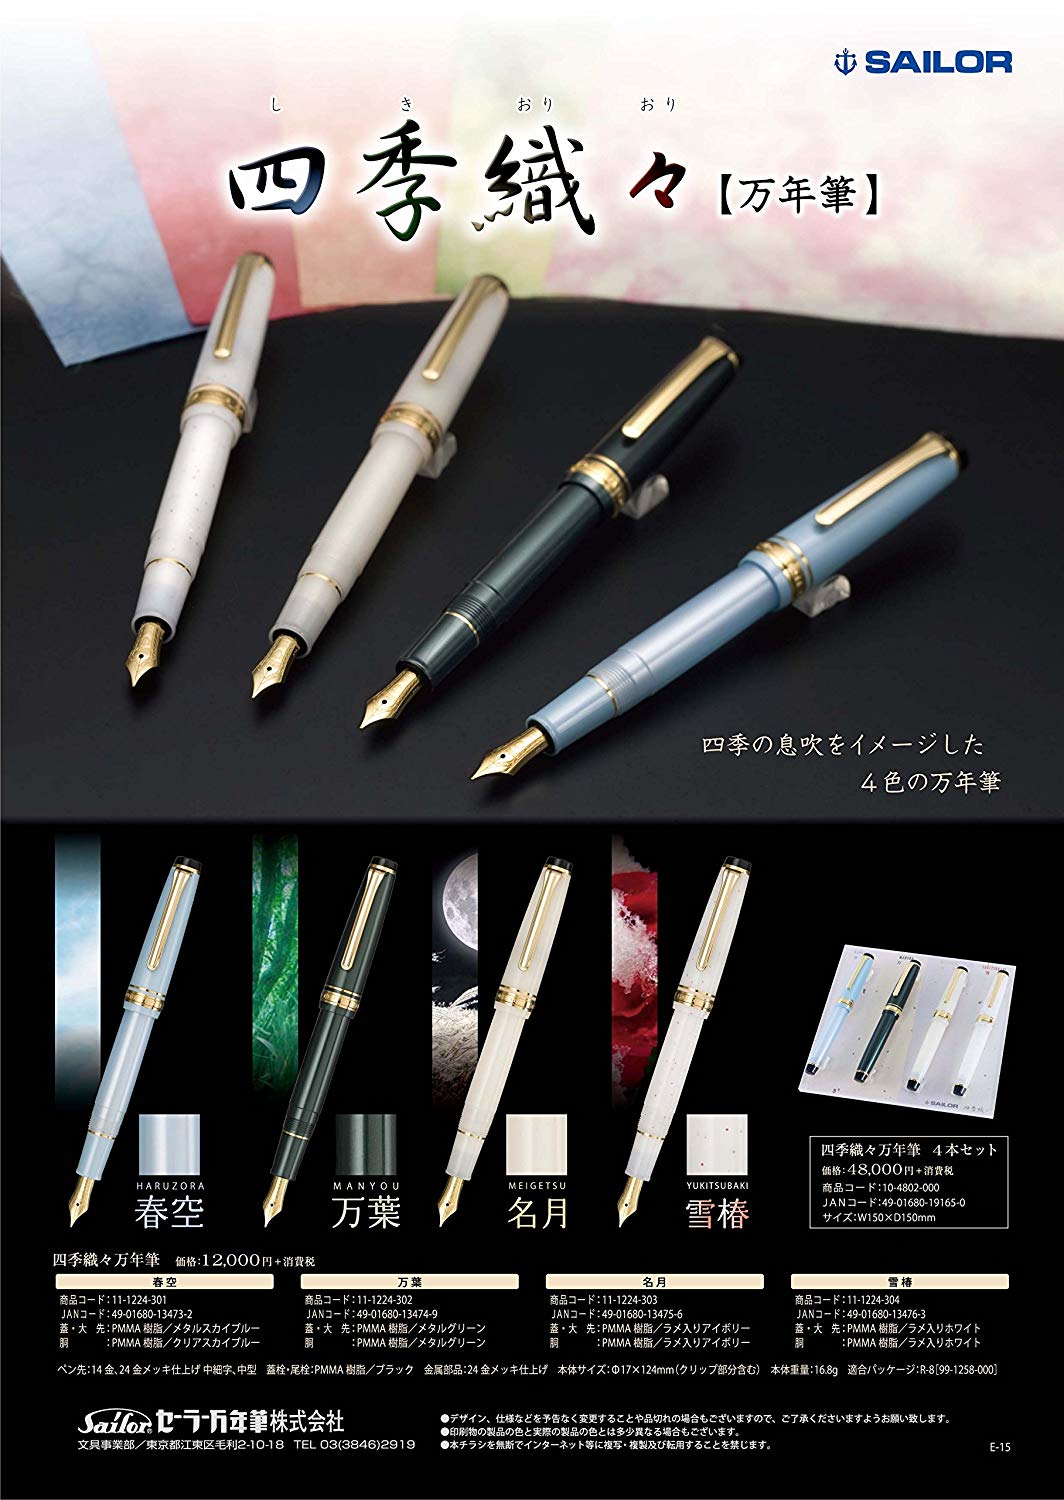 SAILOR
しきおりおり
四季織々【万年筆】
四季の息吹をイメージした
4色の万年筆
HARUZORA
春空
MANYOU
万葉
MEIGETSU
名月
YUKITSUBAKI
雪椿
SAILOR 四季織々
四季織々万年筆 4本セット
価格:48,000円+消費税
商品コード:10-4802-000
JANコード:49-01680-19165-0
サイズ:W150×D150mm
四季織々万年筆 価格:12,000円+消費税
春空
商品コード:11-1224-301
JANコード:49-01680-13473-2
蓋・大先:PMMA樹脂/メタルスカイブルー
胴:PMMA樹脂/クリアスカイブルー
万葉
商品コード:11-1224-302
JANコード:49-01680-13474-9
蓋・大先:PMMA樹脂/メタルグリーン
胴:PMMA樹脂/メタルグリーン
名月
商品コード:11-1224-303
JANコード:49-01680-13475-6
蓋・大先:PMMA樹脂/ラメ入りアイボリー
胴:PMMA樹脂/ラメ入りアイボリー
雪椿
商品コード:11-1224-304
JANコード:49-01680-13476-3
蓋・大先:PMMA樹脂/ラメ入りホワイト
胴:PMMA樹脂/ラメ入りホワイト
ペン先:14金、24金メッキ仕上げ 中細字、中型 蓋栓・尾栓:PMMA樹脂/ブラック 金属部品:24金メッキ仕上げ 本体サイズ:Φ17×124mm(クリップ部分含む) 本体重量:16.8g 適合パッケージ:R-8[99-1258-000]
Sailor® セーラー万年筆株式会社
文具事業部/東京都江東区毛利2-10-18 TEL 03(3846)2919
●デザイン、仕様などを予告なく変更することや品切れの場合もございますので、ご了承くださいますようお願い致します。
●印刷物の製品の色と実際の製品の色とは多少異なる場合もございます。
●本チラシを無断でインターネット等に複写・複製及び転用することを禁じます。
E-15